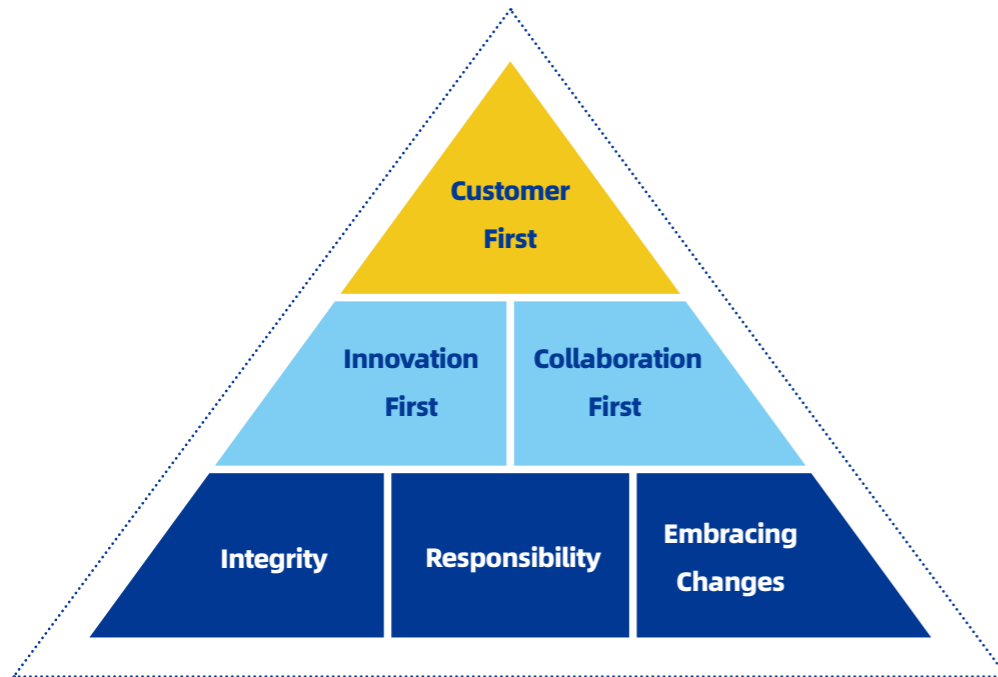 Customer
First
Innovation
First
Collaboration
First
Integrity
Responsibility
Embracing
Changes